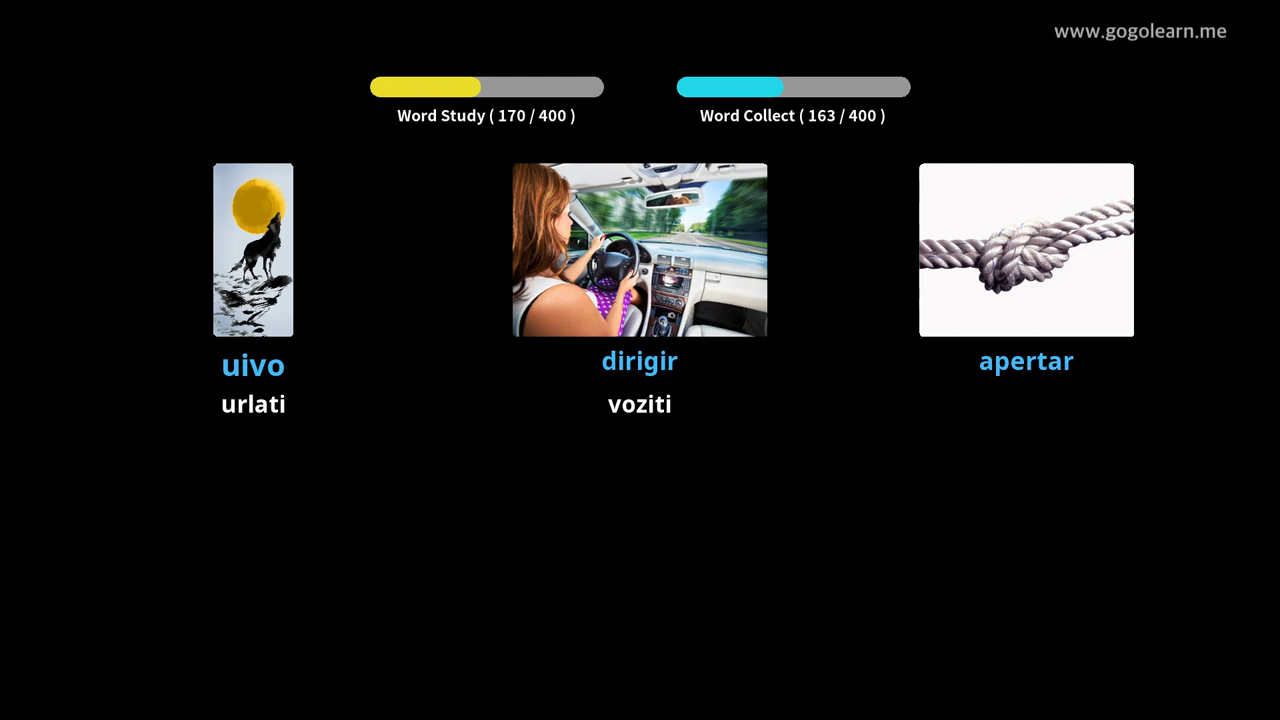 www.gogolearn.me
Word Study ( 170 / 400 )
Word Collect ( 163 / 400 )
uivo
urlati
dirigir
voziti
apertar